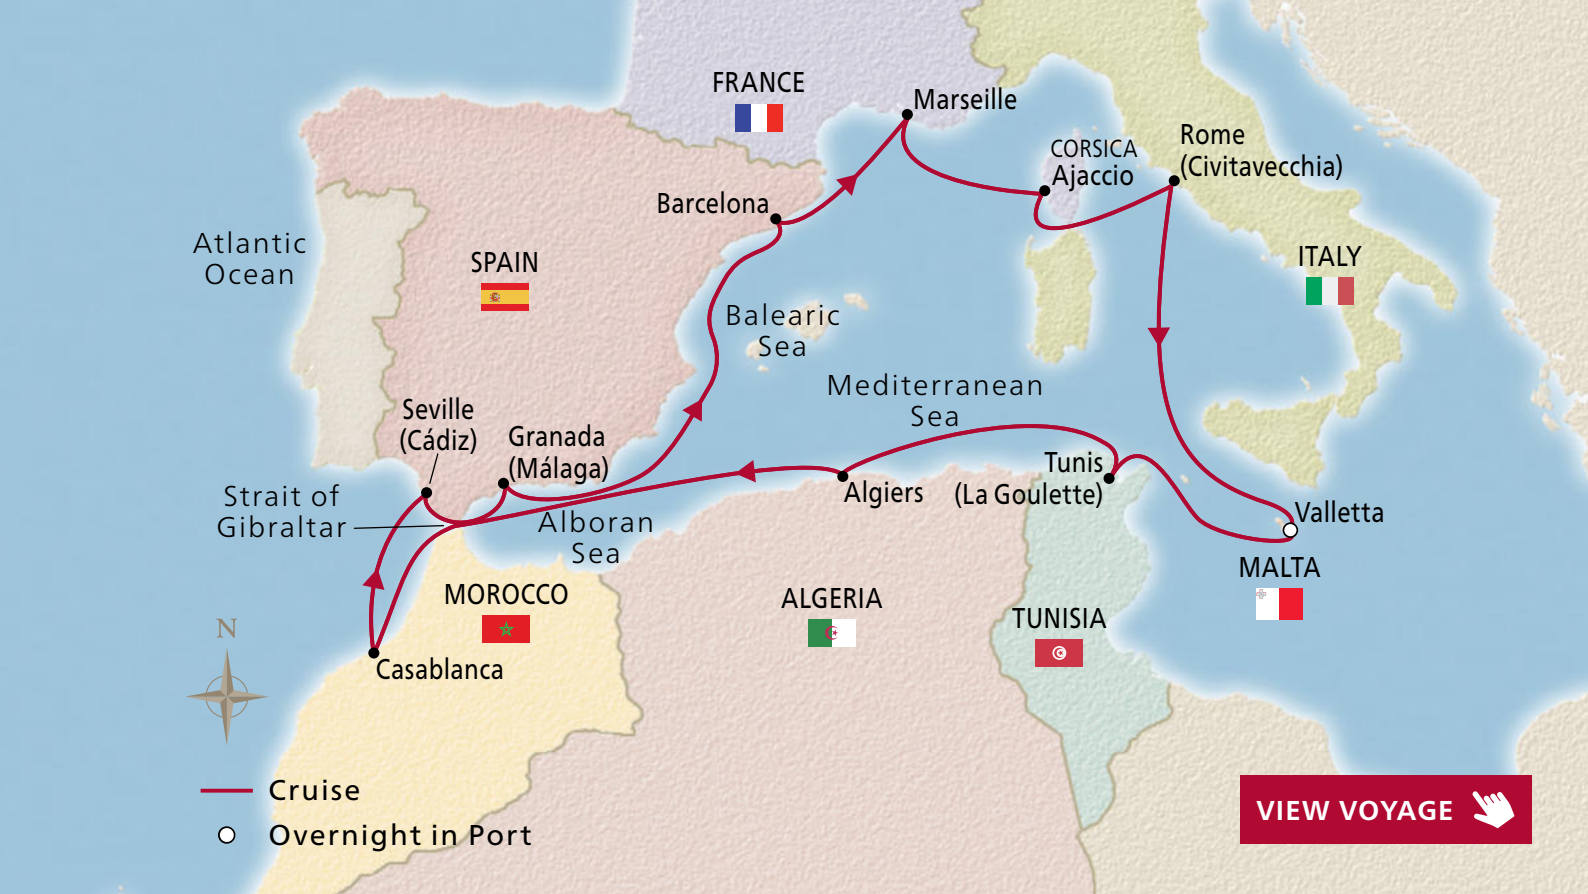 FRANCE
Marseille
CORSICA
Ajaccio
Rome
(Civitavecchia)
Barcelona
Atlantic
Ocean
SPAIN
ITALY
Balearic
Sea
Mediterranean
Sea
Seville
(Cádiz)
Granada
(Málaga)
Tunis
(La Goulette)
Algiers
Strait of
Gibraltar
Alboran
Sea
Valletta
MALTA
MOROCCO
ALGERIA
TUNISIA
N
Casablanca
Cruise
Overnight in Port
VIEW VOYAGE